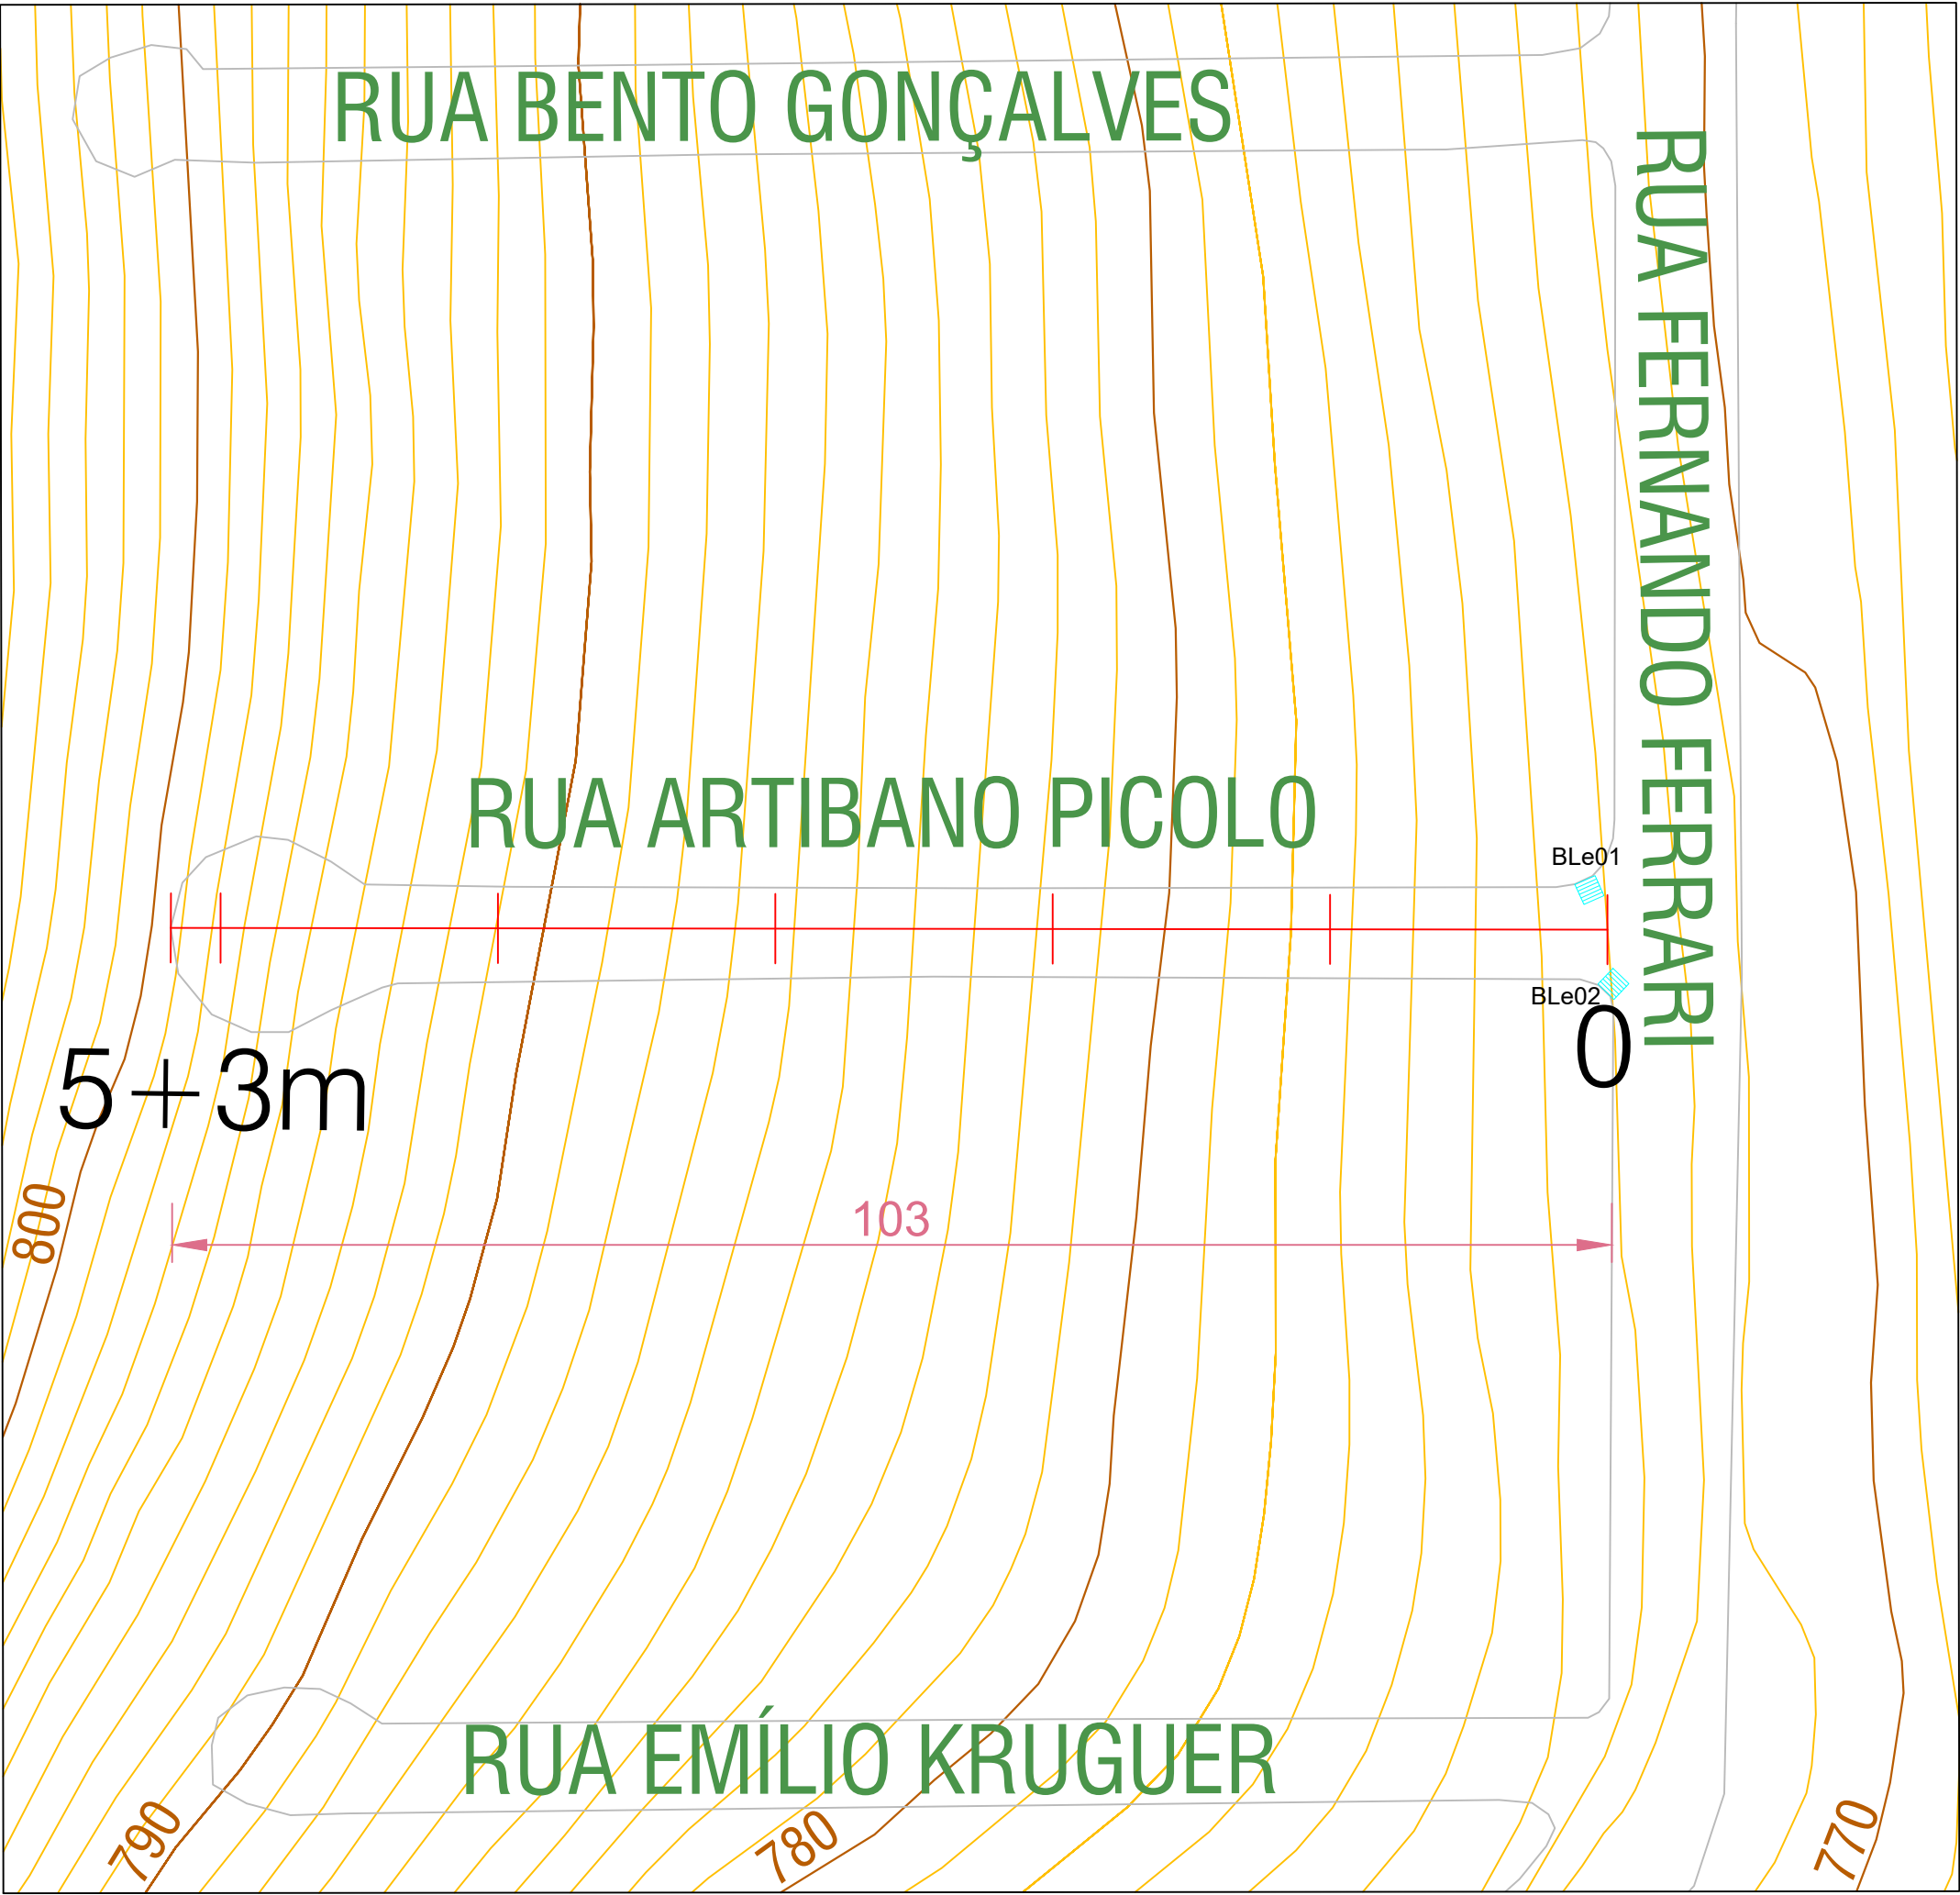 RUA BENTO GONÇALVES
RUA FERNANDO FERRARI
RUA ARTIBANO PICOLO
BLe01
BLe02
0
5+3m
800
103
RUA EMÍLIO KRUGUER
790
780
770